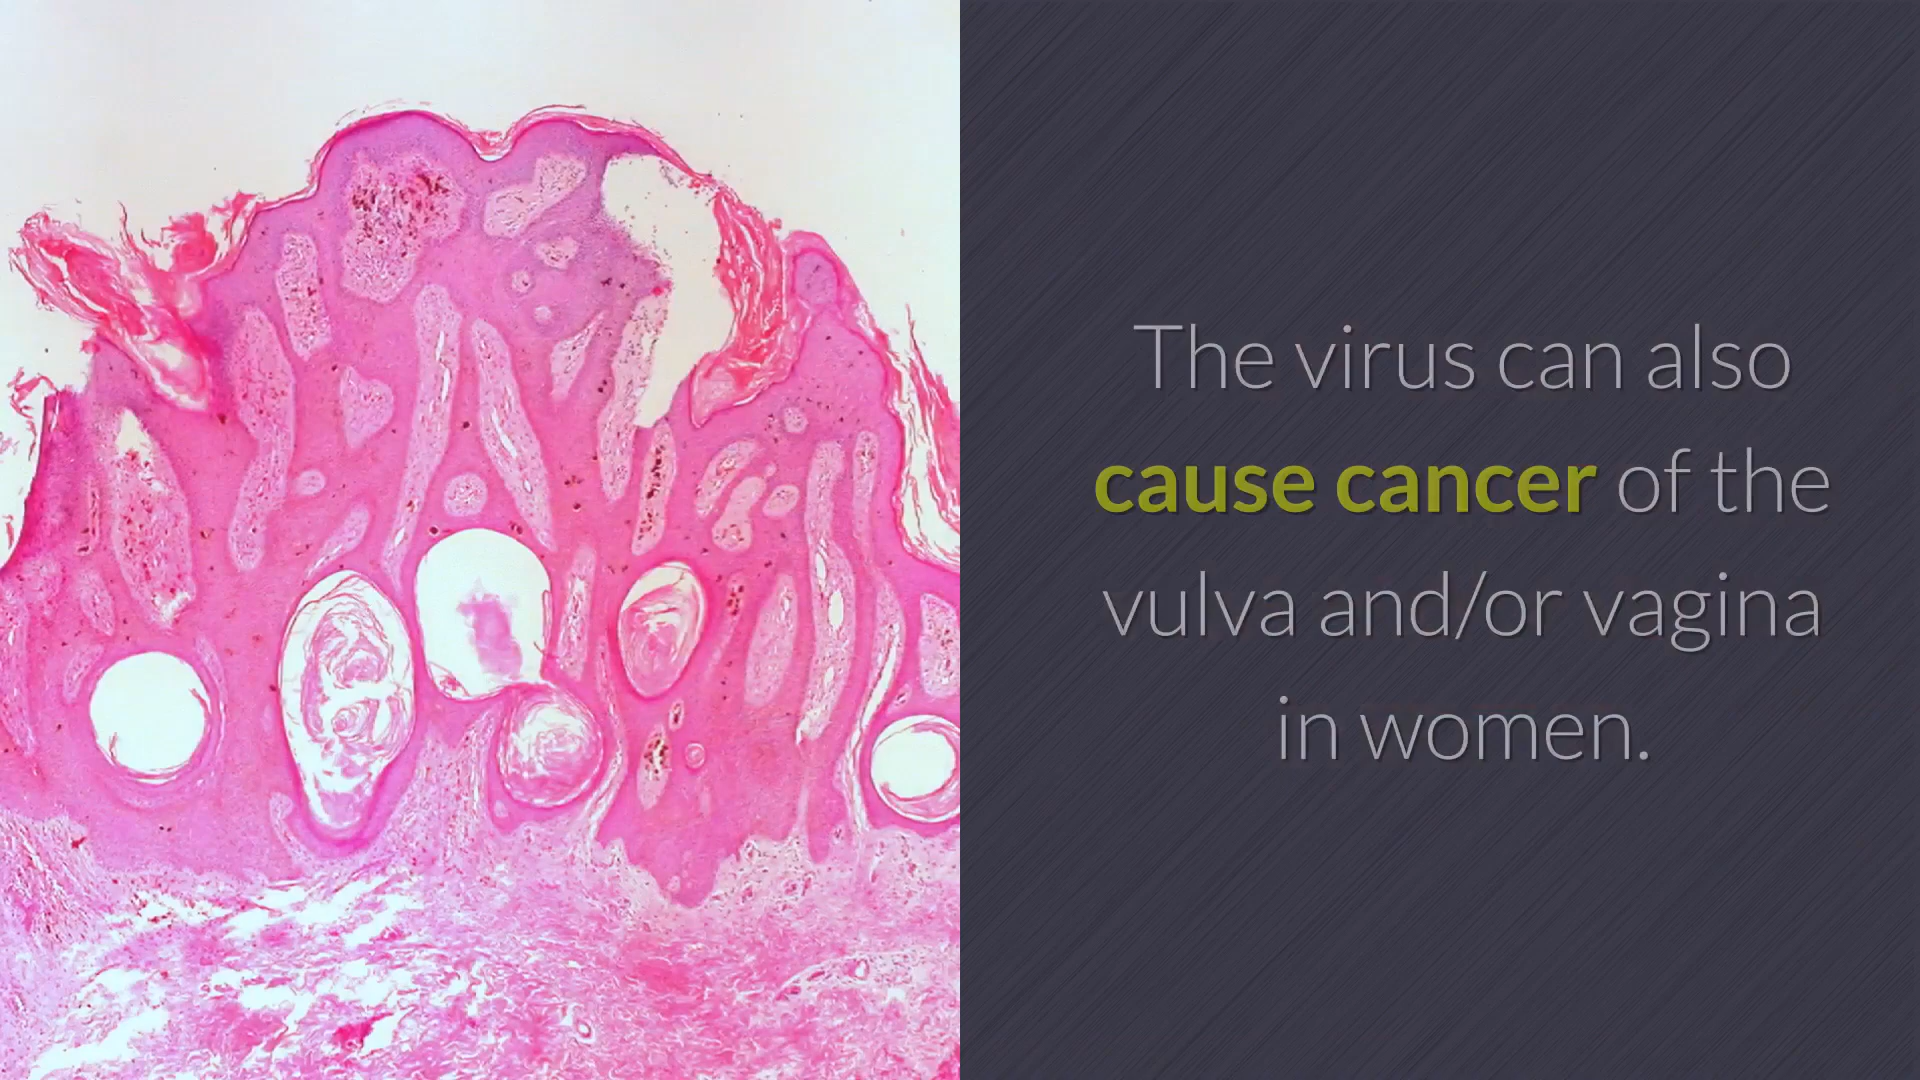 The virus can also
cause cancer of the
vulva and/or vagina
in women.